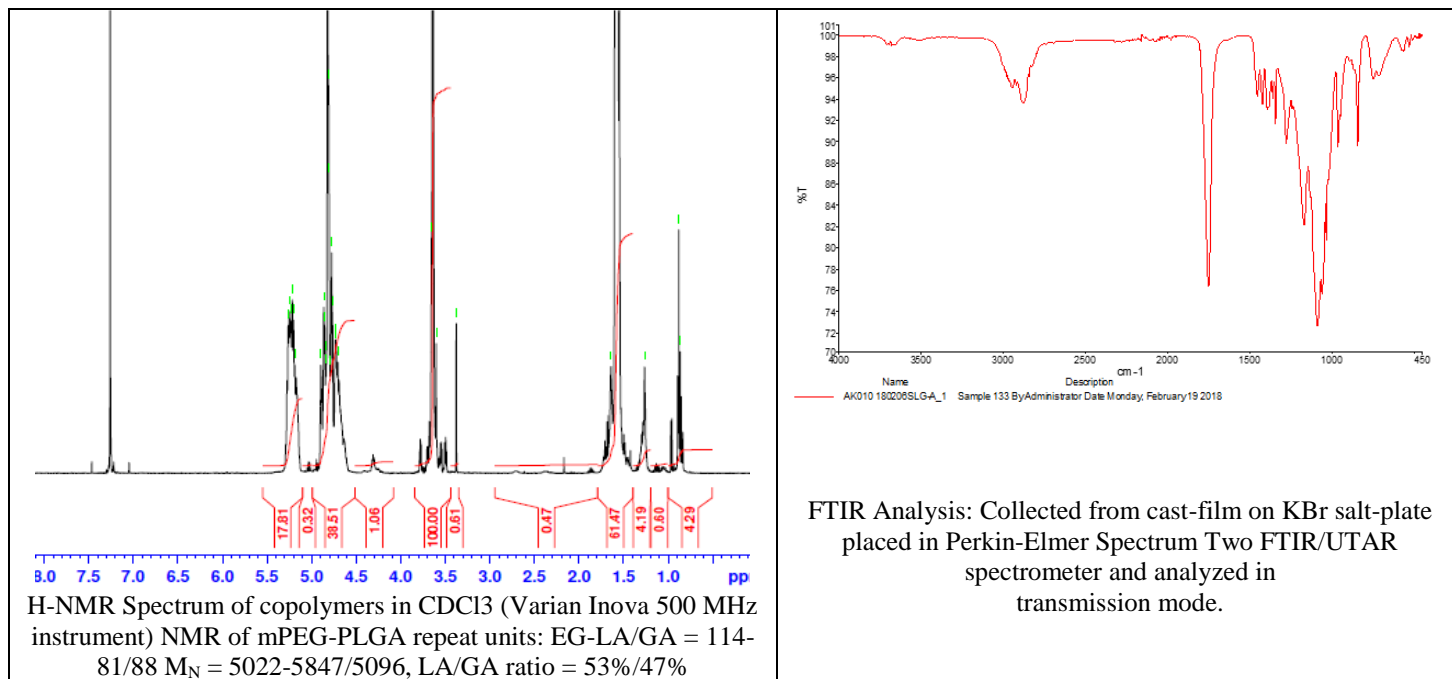 17.81
0.32
38.51
1.06
100.00
0.61
0.47
61.47
4.19
0.60
4.29
8.0 7.5 7.0 6.5 6.0 5.5 5.0 4.5 4.0 3.5 3.0 2.5 2.0 1.5 1.0 ppı
H-NMR Spectrum of copolymers in CDCl3 (Varian Inova 500 MHz
instrument) NMR of mPEG-PLGA repeat units: EG-LA/GA = 114-
81/88 MN = 5022-5847/5096, LA/GA ratio = 53%/47%
101
100
98
96
94
92
90
88
86
84
82
80
78
76
74
72
70
%T
4000 3500 3000 2500 2000 1500 1000 450
cm-1
Name Description
AK010 180206SLG-A_1 Sample 133 By Administrator Date Monday, February 19 2018
FTIR Analysis: Collected from cast-film on KBr salt-plate
placed in Perkin-Elmer Spectrum Two FTIR/UTAR
spectrometer and analyzed in
transmission mode.